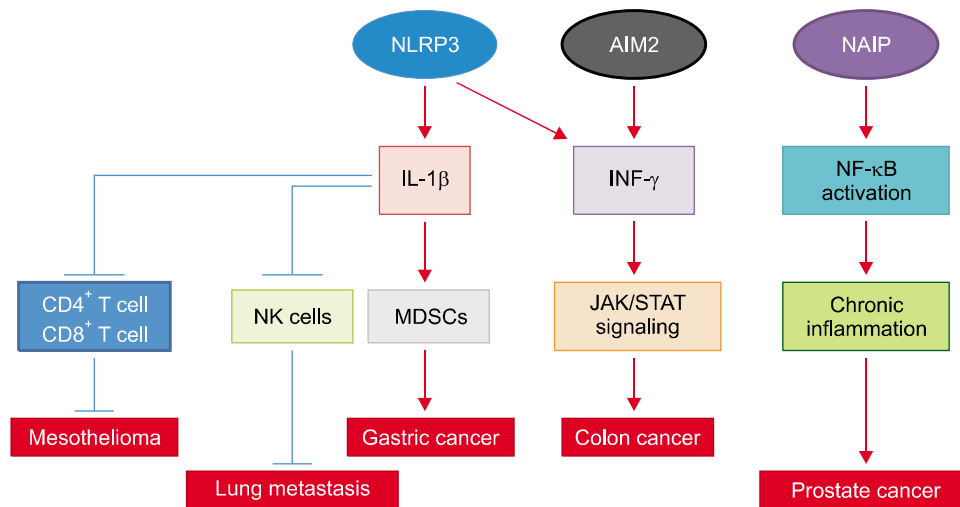 NLRP3
AIM2
NAIP
IL-1β
INF-γ
NF-κB
activation
CD4⁺ T cell
CD8⁺ T cell
NK cells
MDSCs
JAK/STAT
signaling
Chronic
inflammation
Mesothelioma
Gastric cancer
Colon cancer
Lung metastasis
Prostate cancer